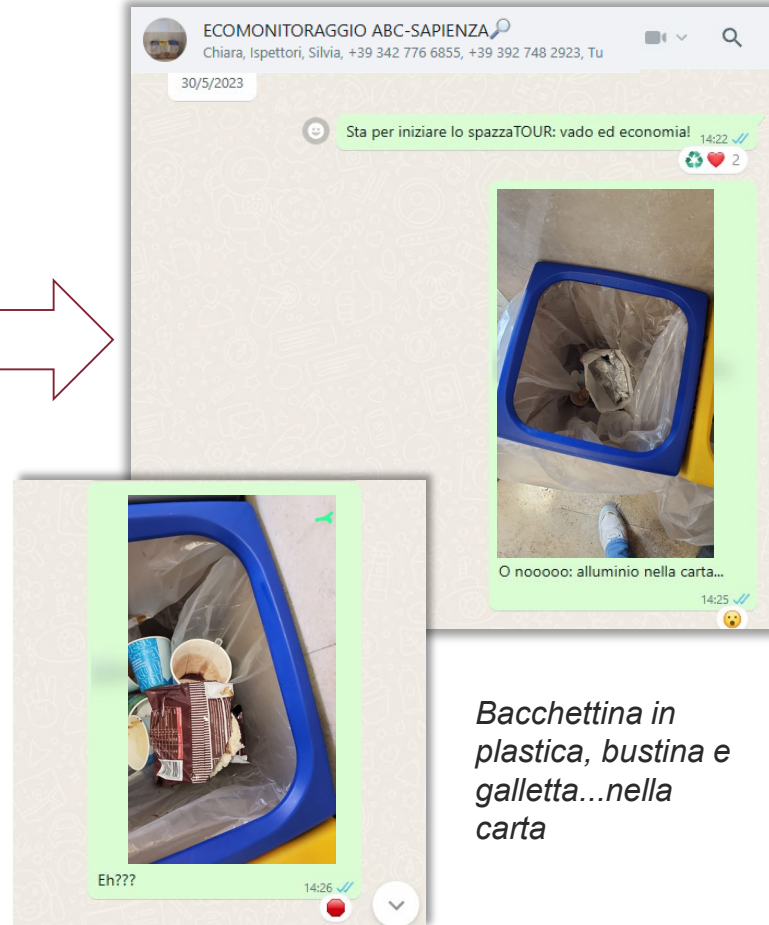 ECOMONITORAGGIO ABC-SAPIENZA🔎
Chiara, Ispettori, Silvia, +39 342 776 6855, +39 392 748 2923, Tu
30/5/2023
Sta per iniziare lo spazzaTOUR: vado ed economia!
14:22
2
O nooooo: alluminio nella carta...
14:25
Eh???
14:26
Bacchettina in
plastica, bustina e
galletta...nella
carta